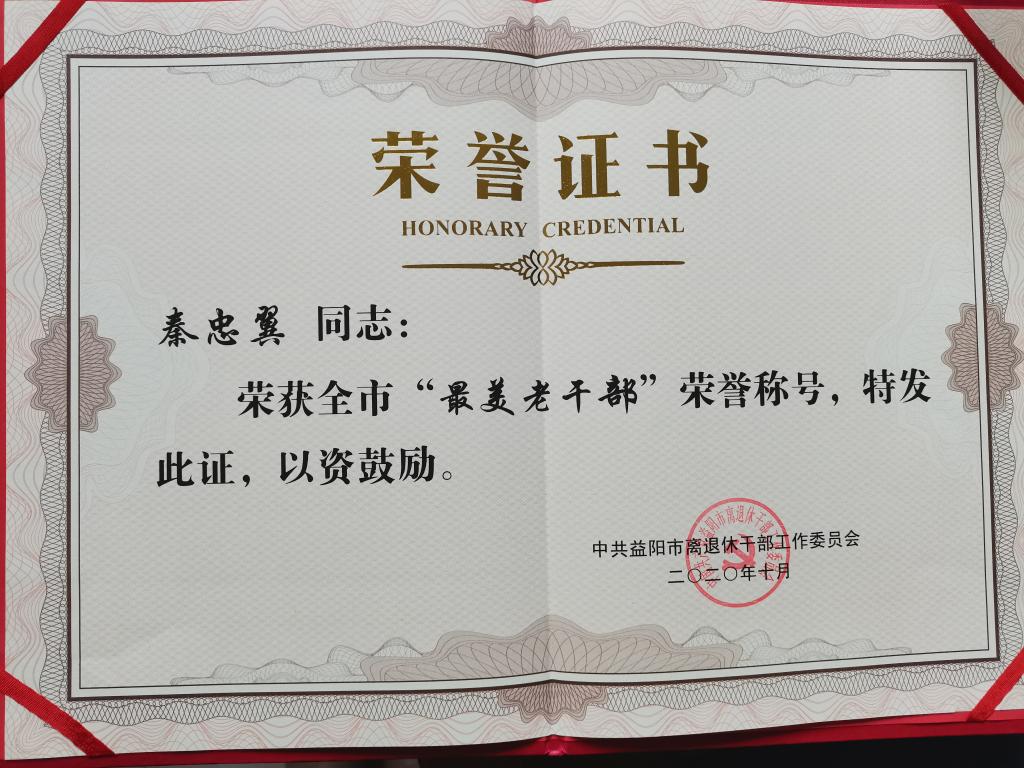 荣誉证书
HONORARY CREDENTIAL
秦忠翼 同志：
荣获全市“最美老干部”荣誉称号，特发
此证，以资鼓励。
中共益阳市离退休干部工作委员会
二〇二〇年十月